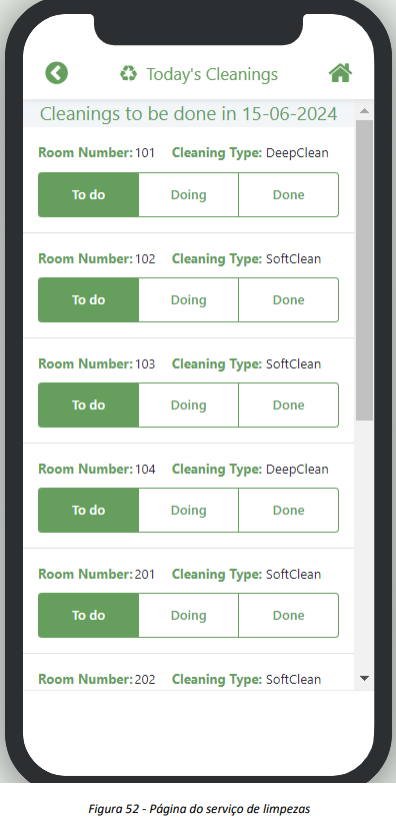 Today's Cleanings
Cleanings to be done in 15-06-2024
Room Number: 101 Cleaning Type: DeepClean
To do Doing Done
Room Number: 102 Cleaning Type: SoftClean
To do Doing Done
Room Number: 103 Cleaning Type: SoftClean
To do Doing Done
Room Number: 104 Cleaning Type: DeepClean
To do Doing Done
Room Number: 201 Cleaning Type: SoftClean
To do Doing Done
Room Number: 202 Cleaning Type: SoftClean
Figura 52 - Página do serviço de limpezas